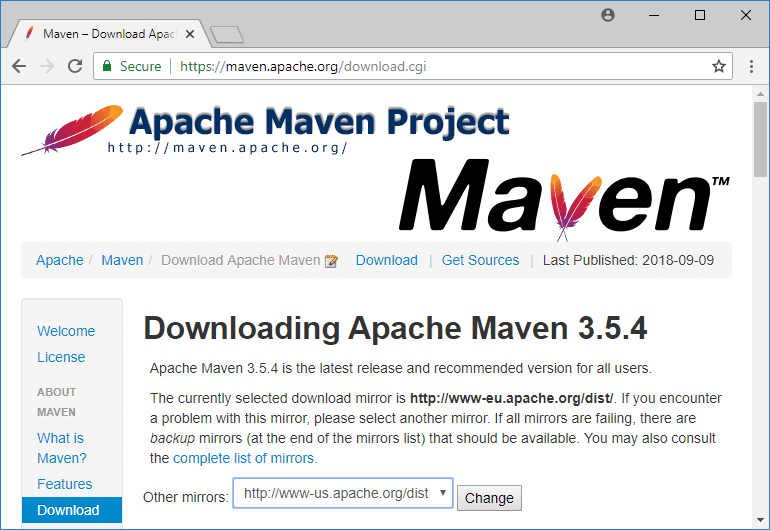 Maven – Download Apac
Secure https://maven.apache.org/download.cgi
Apache Maven Project
http://maven.apache.org/
Maven™
Apache / Maven / Download Apache Maven Download | Get Sources | Last Published: 2018-09-09
Welcome
License
ABOUT
MAVEN
What is
Maven?
Features
Download
Downloading Apache Maven 3.5.4
Apache Maven 3.5.4 is the latest release and recommended version for all users.
The currently selected download mirror is http://www-eu.apache.org/dist/. If you encounter
a problem with this mirror, please select another mirror. If all mirrors are failing, there are
backup mirrors (at the end of the mirrors list) that should be available. You may also consult
the complete list of mirrors.
Other mirrors: http://www-us.apache.org/dist Change